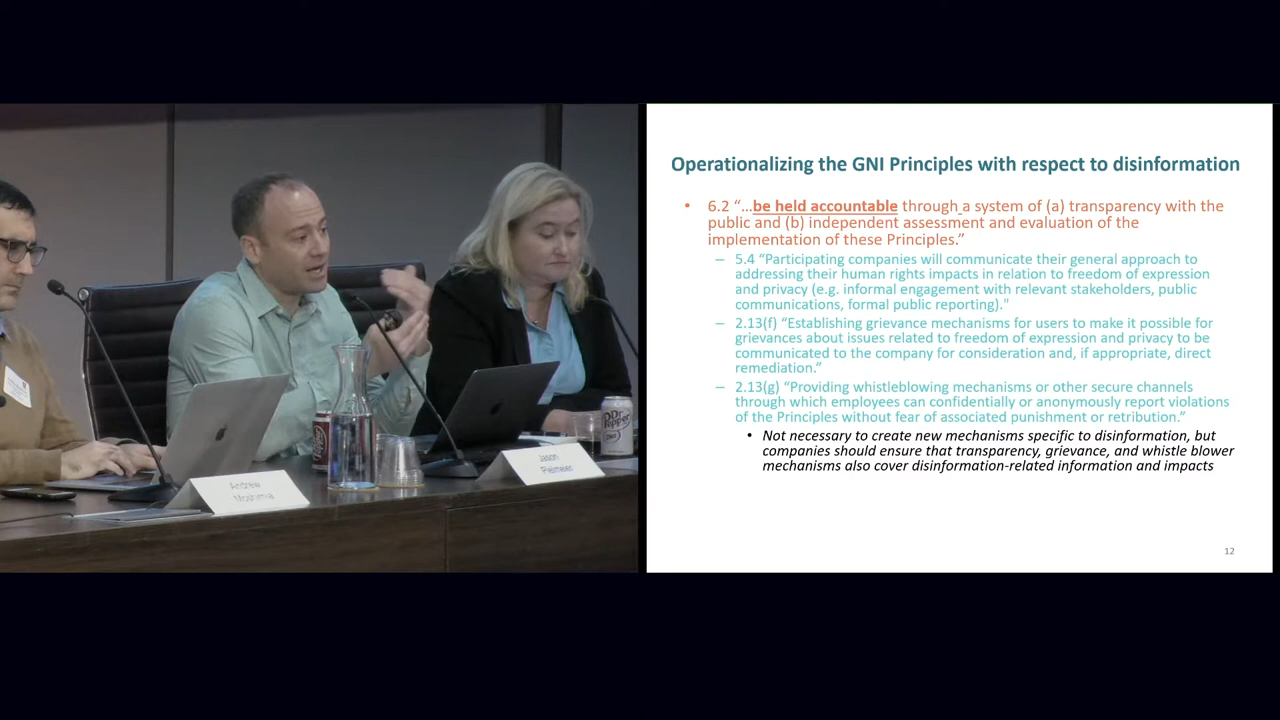 Operationalizing the GNI Principles with respect to disinformation
• 6.2 “…be held accountable through a system of (a) transparency with the
public and (b) independent assessment and evaluation of the
implementation of these Principles.”
– 5.4 “Participating companies will communicate their general approach to
addressing their human rights impacts in relation to freedom of expression
and privacy (e.g. informal engagement with relevant stakeholders, public
communications, formal public reporting)."
– 2.13(f) “Establishing grievance mechanisms for users to make it possible for
grievances about issues related to freedom of expression and privacy to be
communicated to the company for consideration and, if appropriate, direct
remediation.”
– 2.13(g) “Providing whistleblowing mechanisms or other secure channels
through which employees can confidentially or anonymously report violations
of the Principles without fear of associated punishment or retribution.”
• Not necessary to create new mechanisms specific to disinformation, but
companies should ensure that transparency, grievance, and whistle blower
mechanisms also cover disinformation-related information and impacts
12
Andrew
Jason
Pielmeier
Dr
Pepper